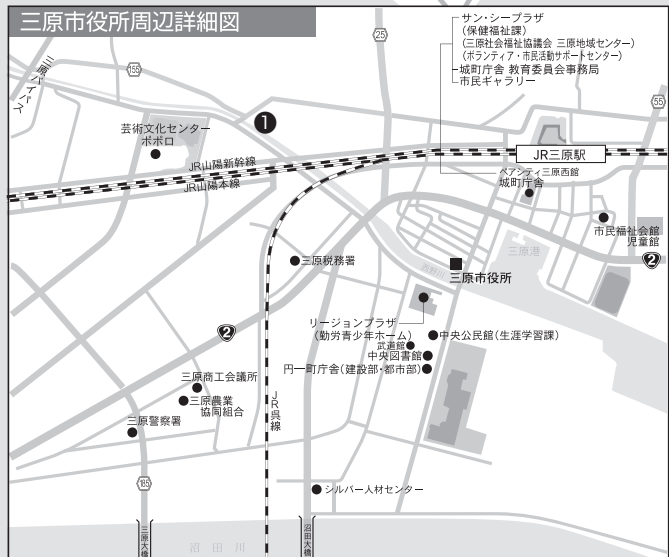 三原市役所周辺詳細図
サン・シープラザ
(保健福祉課)
(三原社会福祉協議会 三原地域センター)
(ボランティア・市民活動サポートセンター)
城町庁舎 教育委員会事務局
市民ギャラリー
25
155
三原バイパス
55
芸術文化センター
ポポロ
1
JR山陽新幹線
JR山陽本線
JR三原駅
ペアシティ三原西館
城町庁舎
市民福祉会館
児童館
三原港
2
三原税務署
西野川
三原市役所
リージョンプラザ
(勤労青少年ホーム)
中央公民館(生涯学習課)
武道館
中央図書館
円一町庁舎(建設部・都市部)
2
三原商工会議所
三原農業
協同組合
三原警察署
JR呉線
185
シルバー人材センター
三原大橋
沼田川
沼田大橋